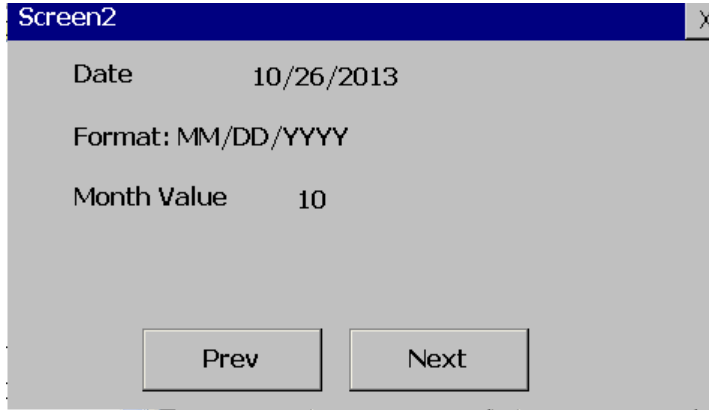 Screen2 X
Date 10/26/2013
Format: MM/DD/YYYY
Month Value 10
Prev Next